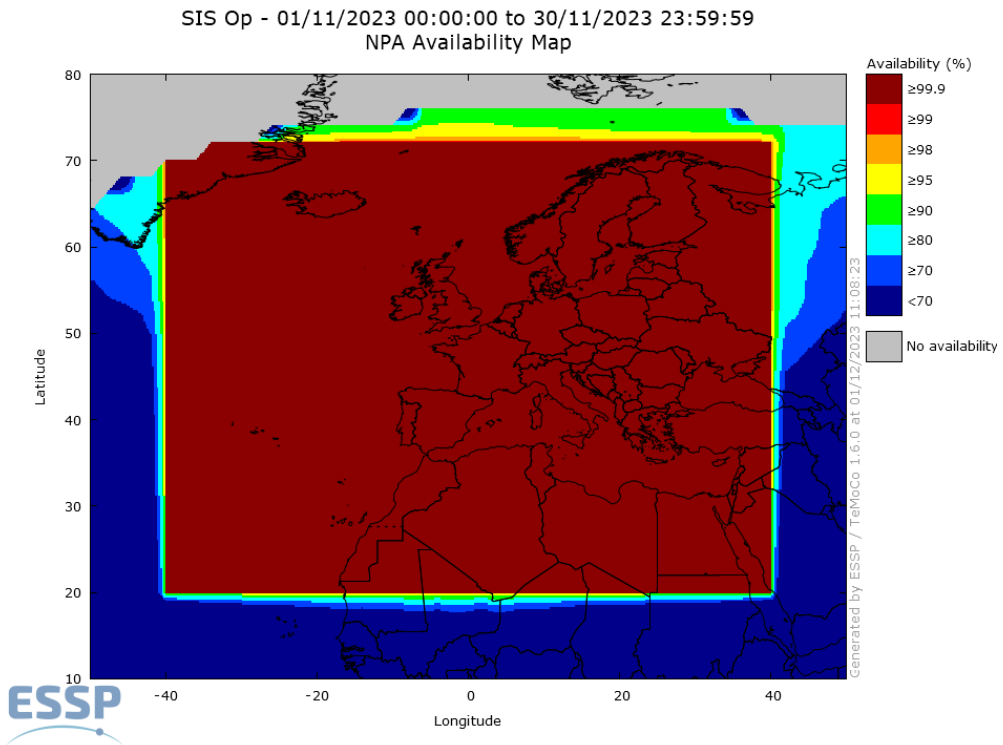 SIS Op - 01/11/2023 00:00:00 to 30/11/2023 23:59:59
NPA Availability Map
Availability (%)
≥99.9
≥99
≥98
≥95
≥90
≥80
≥70
<70
No availability
Latitude
80
70
60
50
40
30
20
10
-40
-20
0
20
40
Longitude
Generated by ESSP / TeMoCo 1.6.0 at 01/12/2023 11:08:23
ESSP